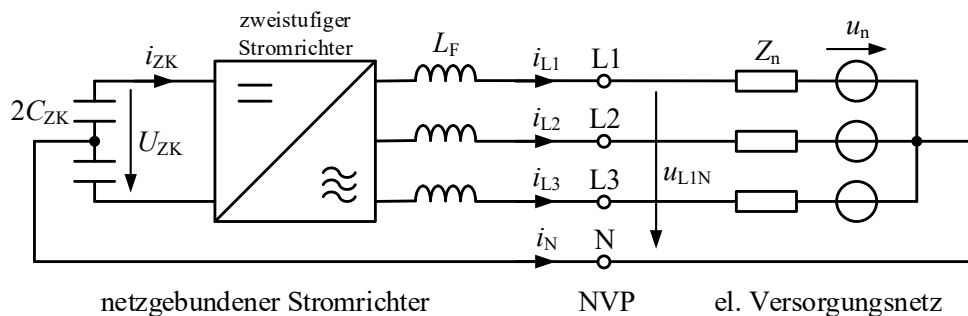 zweistufiger
Stromrichter
i_ZK
L_F
i_L1 L1
Z_n
u_n
2C_ZK
U_ZK
i_L2 L2
u_L1N
i_L3 L3
i_N N
netzgebundener Stromrichter NVP el. Versorgungsnetz